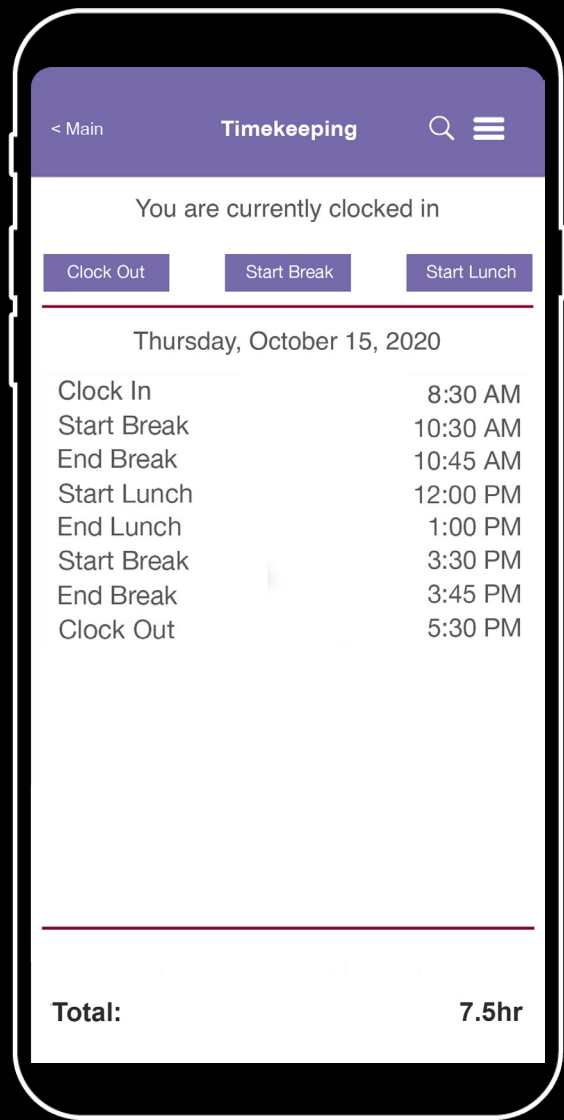 < Main Timekeeping
You are currently clocked in
Clock Out Start Break Start Lunch
Thursday, October 15, 2020
Clock In 8:30 AM
Start Break 10:30 AM
End Break 10:45 AM
Start Lunch 12:00 PM
End Lunch 1:00 PM
Start Break 3:30 PM
End Break 3:45 PM
Clock Out 5:30 PM
Total: 7.5hr